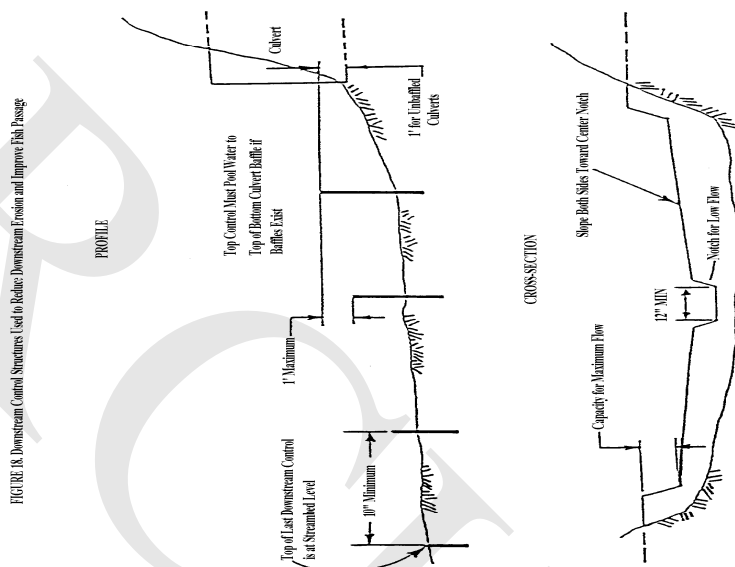 FIGURE 18. Downstream Control Structures Used to Reduce Downstream Erosion and Improve Fish Passage
PROFILE
Culvert
Top Control Must Pool Water to
Top of Bottom Culvert Baffle if
Baffles Exist
1' for Unbaffled
Culverts
1' Maximum
Top of Last Downstream Control
is at Streambed Level
10" Minimum
CROSS-SECTION
Slope Both Sides Toward Center Notch
Capacity for Maximum Flow
12" MIN
Notch for Low Flow